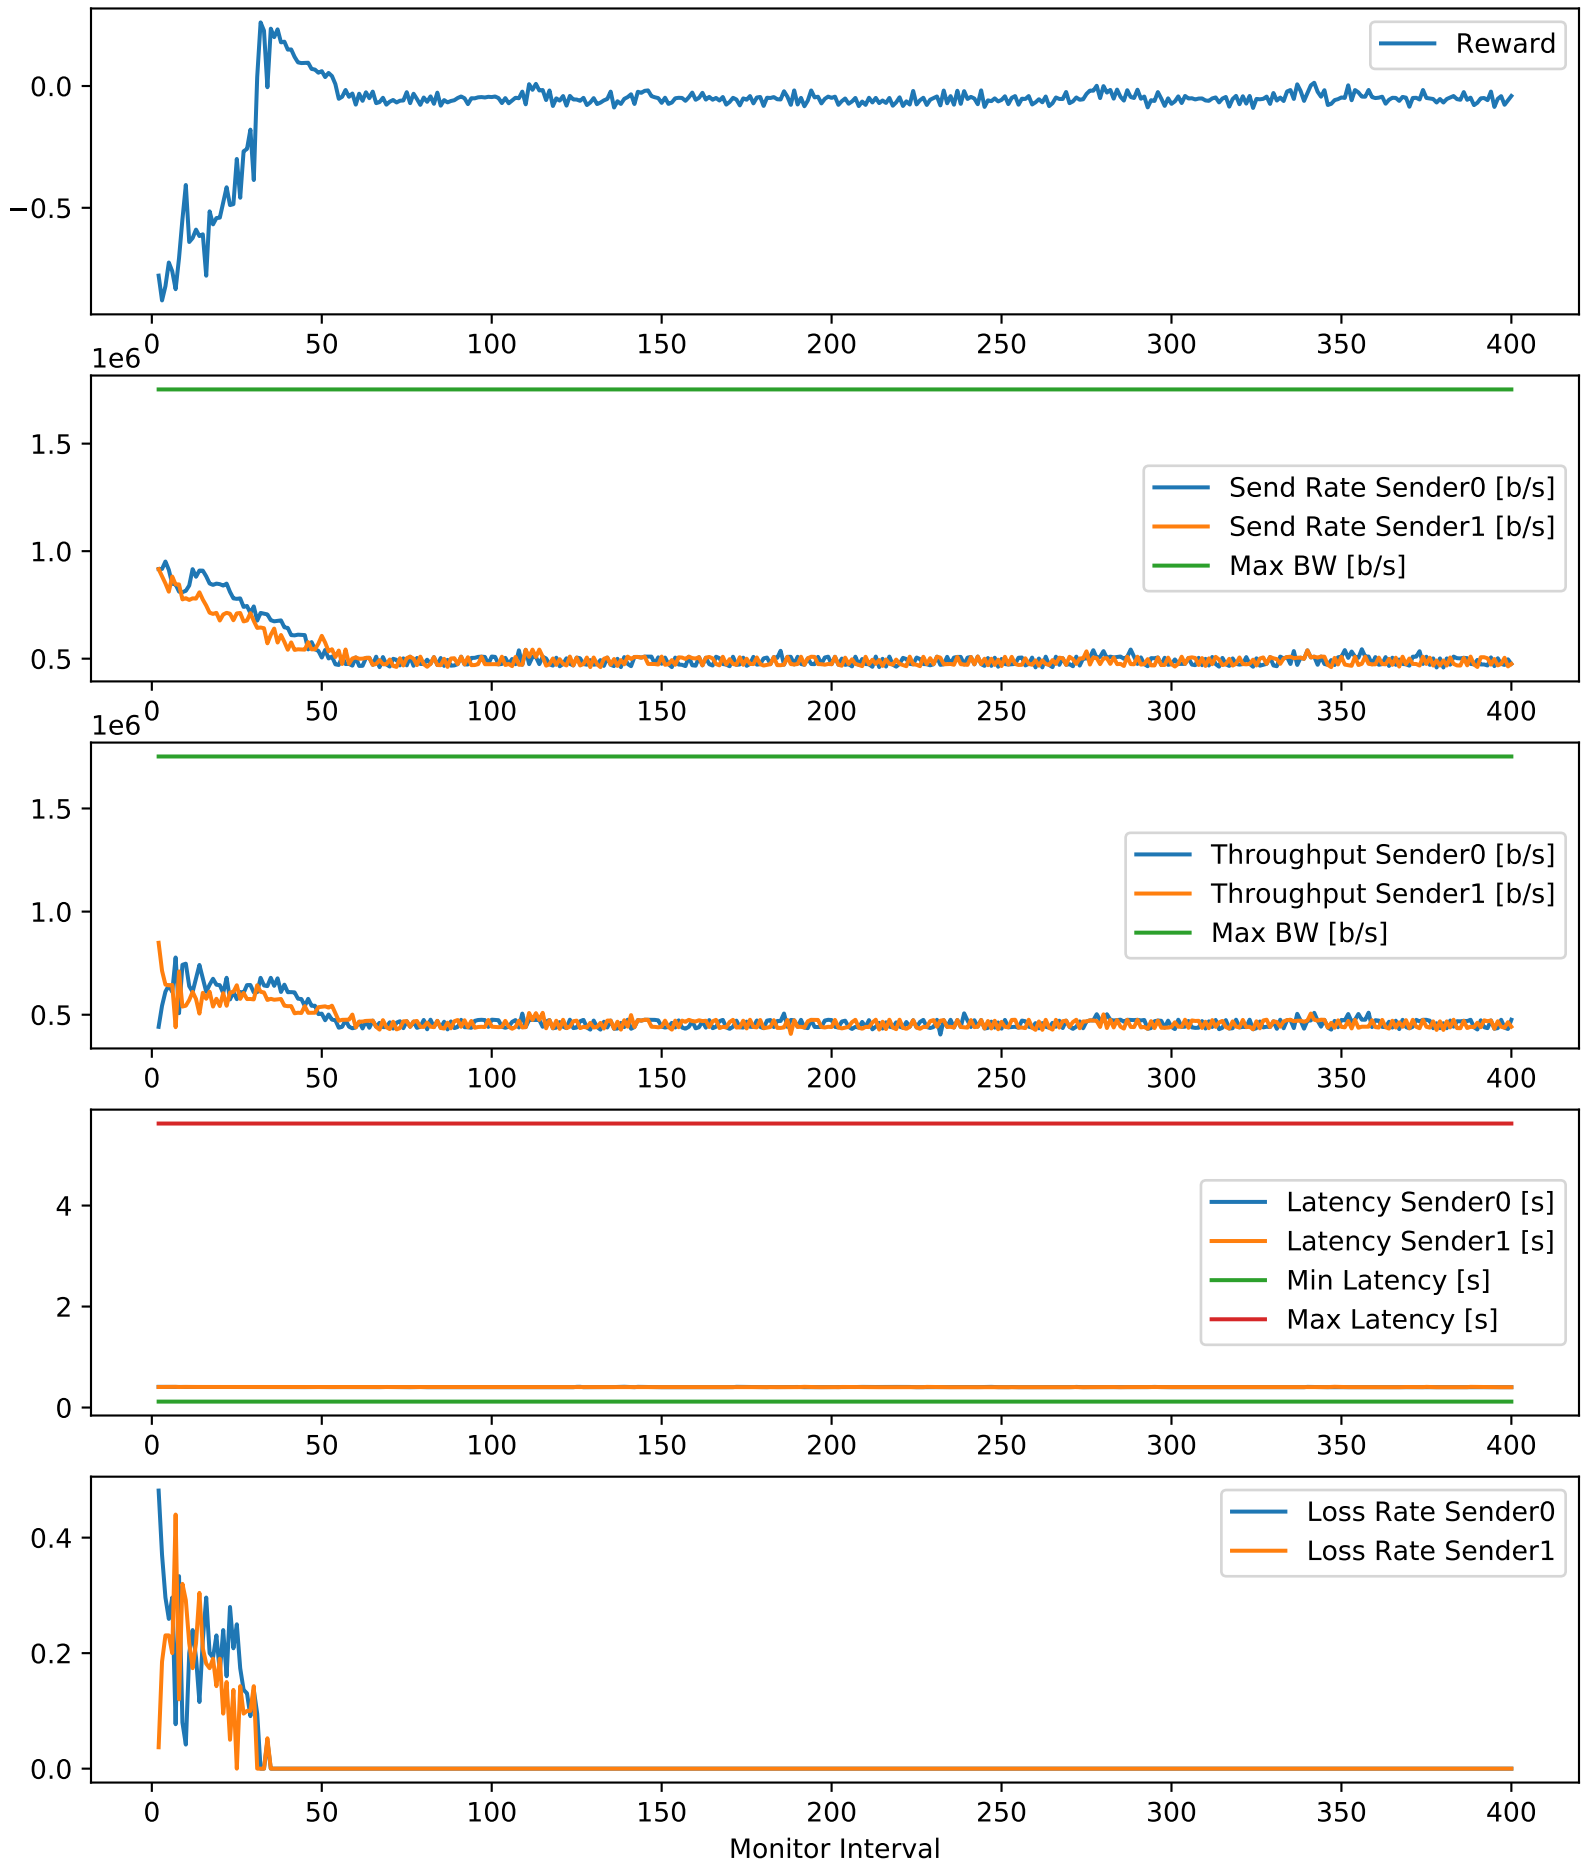 Reward
0.0
−0.5
0 50 100 150 200 250 300 350 400
1e6
Send Rate Sender0 [b/s]
Send Rate Sender1 [b/s]
Max BW [b/s]
1.5
1.0
0.5
0 50 100 150 200 250 300 350 400
1e6
Throughput Sender0 [b/s]
Throughput Sender1 [b/s]
Max BW [b/s]
1.5
1.0
0.5
0 50 100 150 200 250 300 350 400
Latency Sender0 [s]
Latency Sender1 [s]
Min Latency [s]
Max Latency [s]
4
2
0
0 50 100 150 200 250 300 350 400
Loss Rate Sender0
Loss Rate Sender1
0.4
0.2
0.0
0 50 100 150 200 250 300 350 400
Monitor Interval